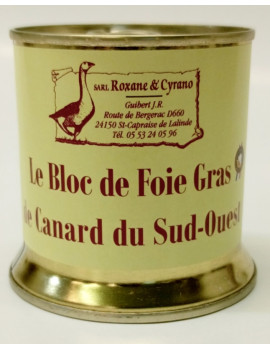 SARL Roxane & Cyrano
Guibert J.R.
Route de Bergerac D660
24150 St-Capraise de Lalinde
Tél. 05 53 24 05 96
Le Bloc de Foie Gras
de Canard du Sud-Ouest